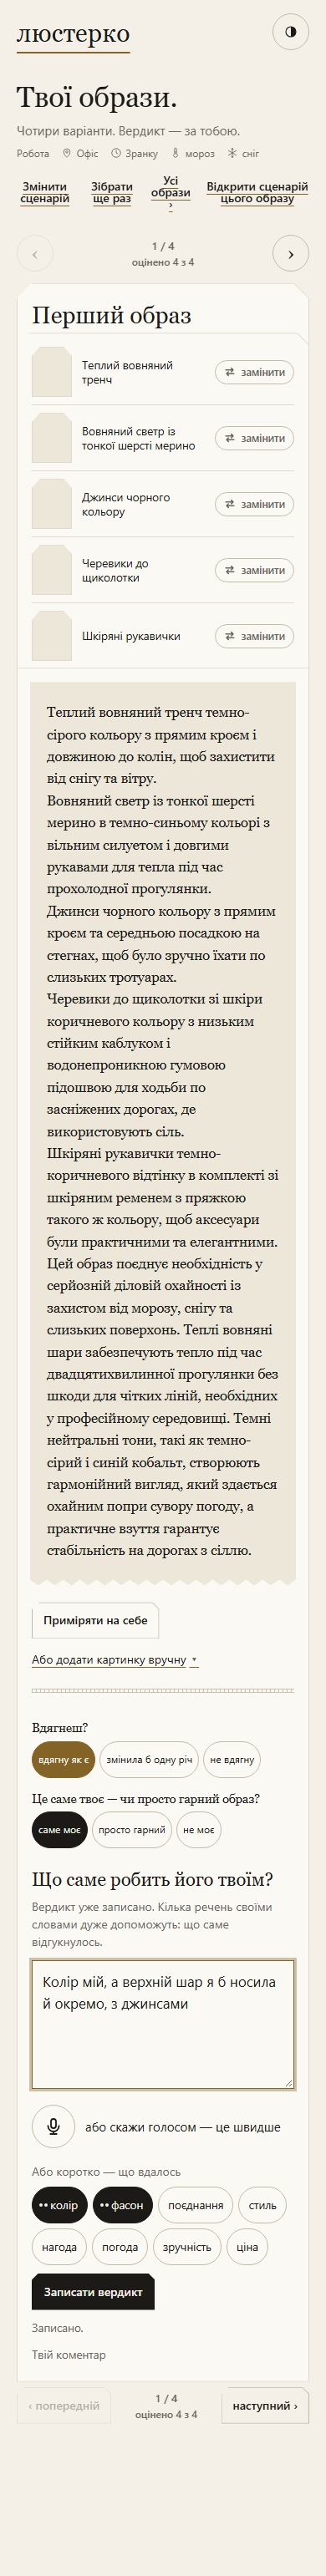 люстерко
Твої образи.
Чотири варіанти. Вердикт — за тобою.
Робота Офіс Зранку мороз сніг
Змінити
сценарій
Зібрати
ще раз
Усі
образи
›
Відкрити сценарій
цього образу
‹
1 / 4
оцінено 4 з 4
›
Перший образ
Теплий вовняний
тренч
замінити
Вовняний светр із
тонкої шерсті мерино
замінити
Джинси чорного
кольору
замінити
Черевики до
щиколотки
замінити
Шкіряні рукавички
замінити
Теплий вовняний тренч темно-
сірого кольору з прямим кроєм і
довжиною до колін, щоб захистити
від снігу та вітру.
Вовняний светр із тонкої шерсті
мерино в темно-синьому кольорі з
вільним силуетом і довгими
рукавами для тепла під час
прохолодної прогулянки.
Джинси чорного кольору з прямим
кроєм та середньою посадкою на
стегнах, щоб було зручно їхати по
слизьких тротуарах.
Черевики до щиколотки зі шкіри
коричневого кольору з низьким
стійким каблуком і
водонепроникною гумовою
підошвою для ходьби по
засніжених дорогах, де
використовують сіль.
Шкіряні рукавички темно-
коричневого відтінку в комплекті зі
шкіряним ременем з пряжкою
такого ж кольору, щоб аксесуари
були практичними та елегантними.
Цей образ поєднує необхідність у
серйозній діловій охайності із
захистом від морозу, снігу та
слизьких поверхонь. Теплі вовняні
шари забезпечують тепло під час
двадцятихвилинної прогулянки без
шкоди для чітких ліній, необхідних
у професійному середовищі. Темні
нейтральні тони, такі як темно-
сірий і синій кобальт, створюють
гармонійний вигляд, який здається
охайним попри сувору погоду, а
практичне взуття гарантує
стабільність на дорогах з сіллю.
Приміряти на себе
Або додати картинку вручну
Вдягнеш?
вдягну як є
змінила б одну річ
не вдягну
Це саме твоє — чи просто гарний образ?
саме моє
просто гарний
не моє
Що саме робить його твоїм?
Вердикт уже записано. Кілька речень своїми
словами дуже допоможуть: що саме
відгукнулось.
Колір мій, а верхній шар я б носила
й окремо, з джинсами
або скажи голосом — це швидше
Або коротко — що вдалось
колір
фасон
поєднання
стиль
нагода
погода
зручність
ціна
Записати вердикт
Записано.
Твій коментар
‹ попередній
1 / 4
оцінено 4 з 4
наступний ›